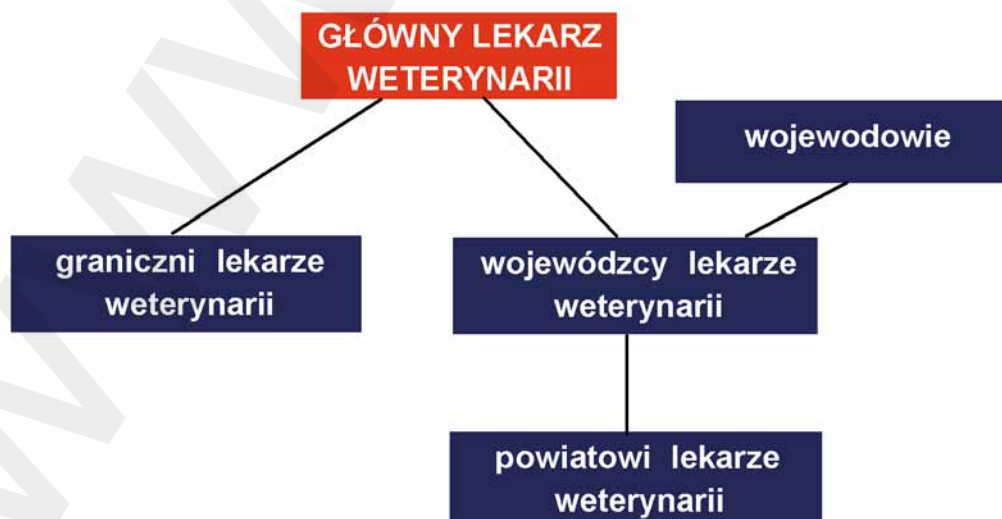 GŁÓWNY LEKARZ
WETERYNARII
wojewodowie
graniczni lekarze
weterynarii
wojewódzcy lekarze
weterynarii
powiatowi lekarze
weterynarii